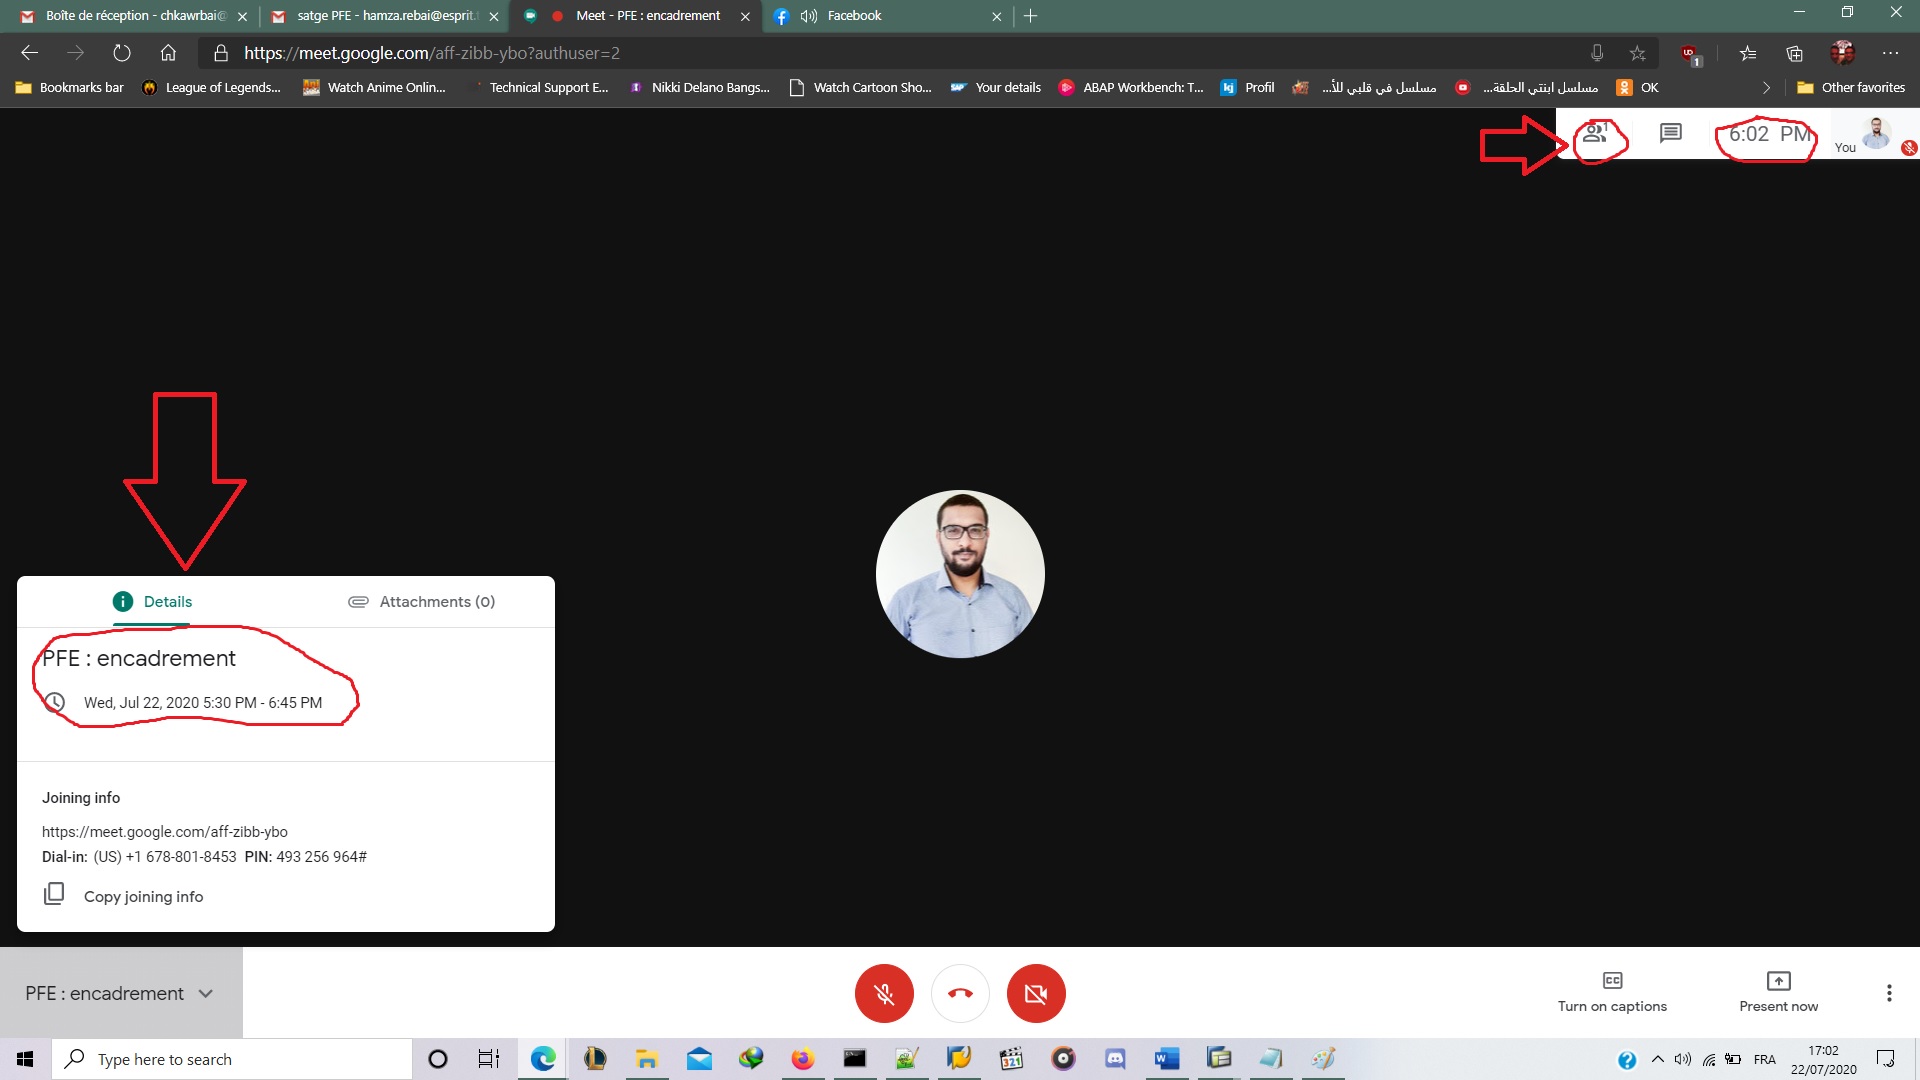 Boîte de réception - chkawrbai@
satge PFE - hamza.rebai@esprit.t
Meet - PFE : encadrement
Facebook
https://meet.google.com/aff-zibb-ybo?authuser=2
1
Bookmarks bar
League of Legends...
Watch Anime Onlin...
Technical Support E...
Nikki Delano Bangs...
Watch Cartoon Sho...
Your details
ABAP Workbench: T...
Profil
مسلسل في قلبي للأ...
مسلسل ابنتي الحلقة...
OK
Other favorites
1
6:02 PM
You
Details
Attachments (0)
PFE : encadrement
Wed, Jul 22, 2020 5:30 PM - 6:45 PM
Joining info
https://meet.google.com/aff-zibb-ybo
Dial-in: (US) +1 678-801-8453 PIN: 493 256 964#
Copy joining info
PFE : encadrement
Turn on captions
Present now
Type here to search
FRA
17:02
22/07/2020